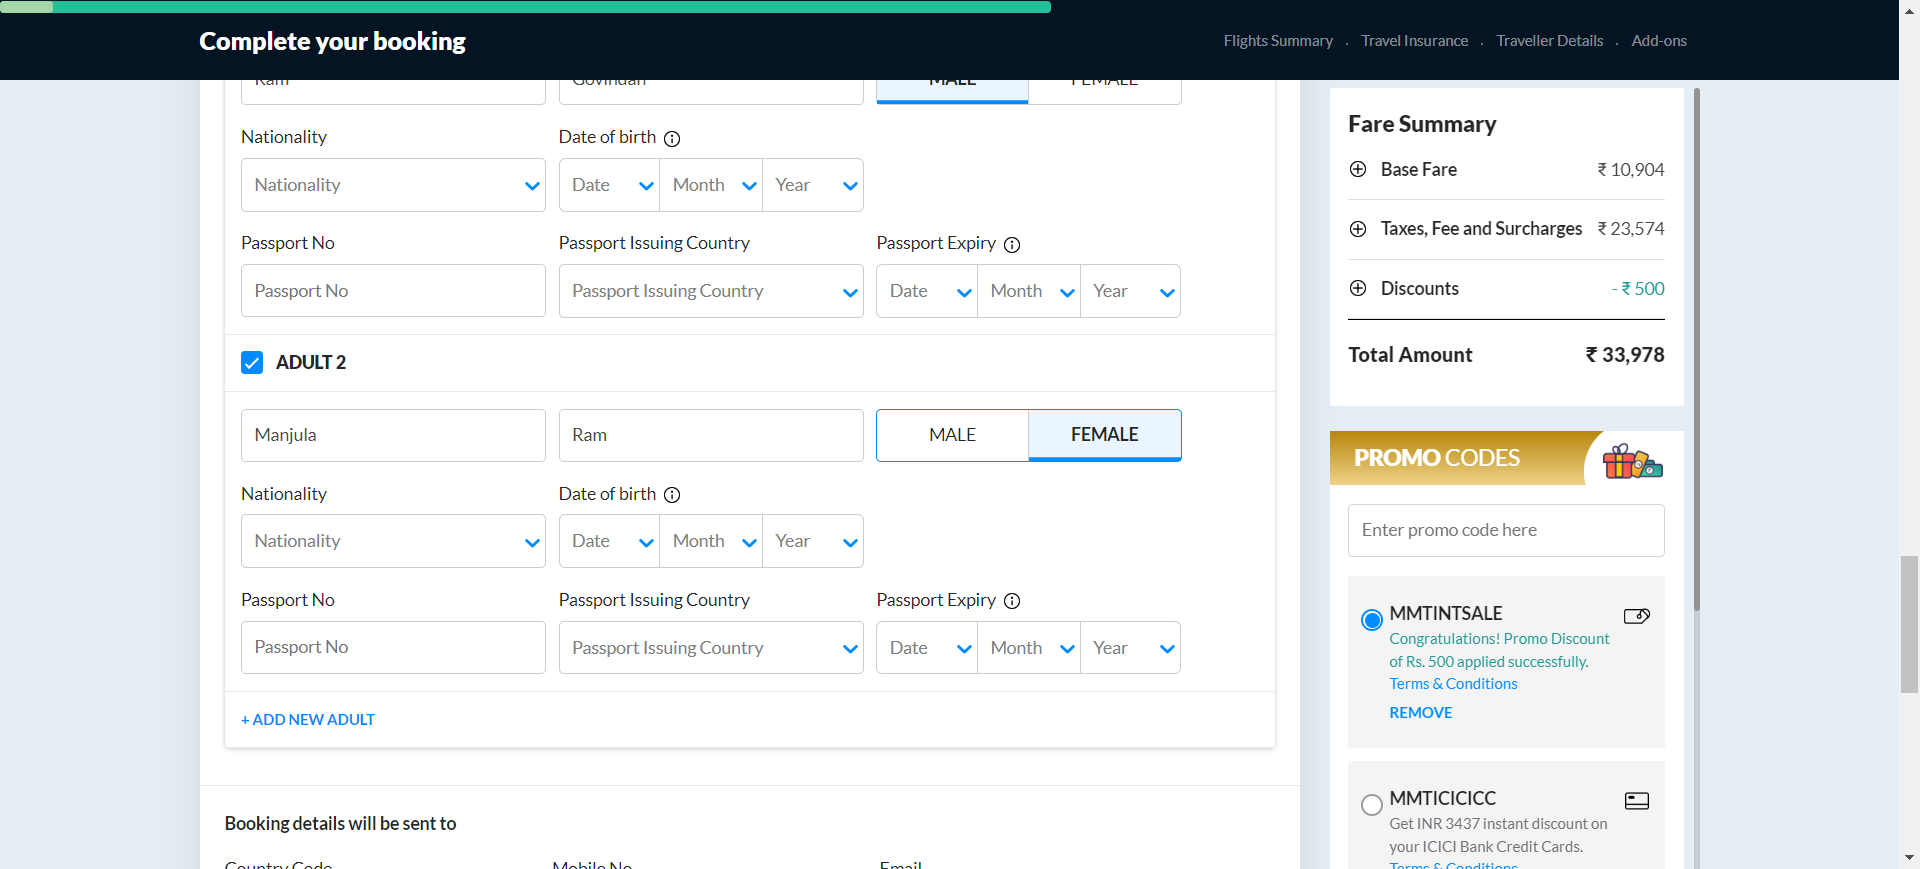 Complete your booking
Flights Summary . Travel Insurance . Traveller Details . Add-ons
Ram
Govindan
MALE
FEMALE
Nationality
Date of birth
Nationality
Date
Month
Year
Passport No
Passport Issuing Country
Passport Expiry
Passport No
Passport Issuing Country
Date
Month
Year
ADULT 2
Manjula
Ram
MALE
FEMALE
Nationality
Date of birth
Nationality
Date
Month
Year
Passport No
Passport Issuing Country
Passport Expiry
Passport No
Passport Issuing Country
Date
Month
Year
+ ADD NEW ADULT
Booking details will be sent to
Country Code
Mobile No
Email
Fare Summary
Base Fare ₹ 10,904
Taxes, Fee and Surcharges ₹ 23,574
Discounts - ₹ 500
Total Amount ₹ 33,978
PROMO CODES
Enter promo code here
MMTINTSALE
Congratulations! Promo Discount
of Rs. 500 applied successfully.
Terms & Conditions
REMOVE
MMTICICICC
Get INR 3437 instant discount on
your ICICI Bank Credit Cards.
Terms & Conditions